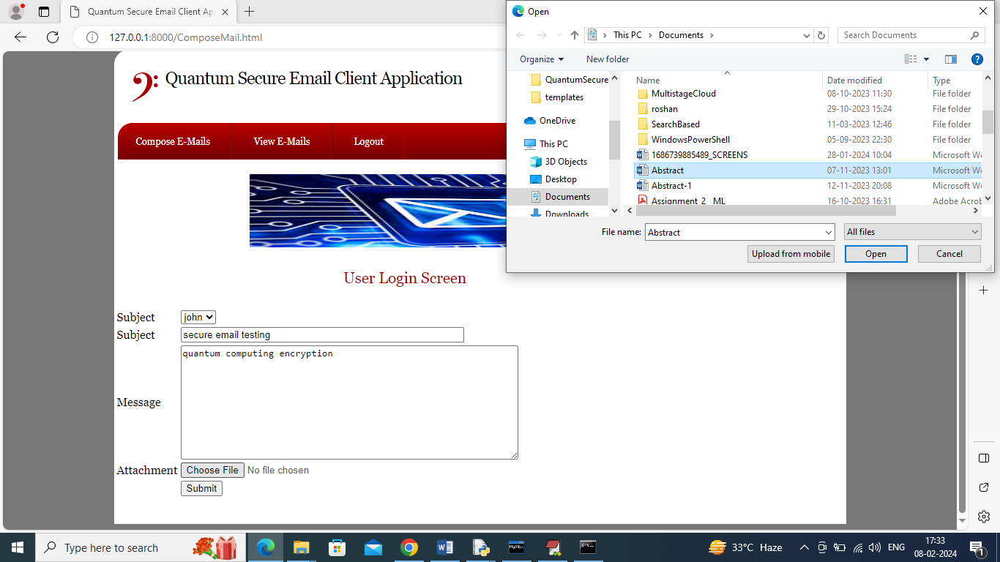 Quantum Secure Email Client Ap
127.0.0.1:8000/ComposeMail.html
Quantum Secure Email Client Application
Compose E-Mails
View E-Mails
Logout
User Login Screen
Subject
john
Subject
secure email testing
Message
quantum computing encryption
Attachment
Choose File
No file chosen
Submit
Open
This PC
Documents
Search Documents
Organize
New folder
QuantumSecure
templates
OneDrive
This PC
3D Objects
Desktop
Documents
Downloads
Name Date modified Type
MultistageCloud 08-10-2023 11:30 File folder
roshan 29-10-2023 15:24 File folder
SearchBased 11-03-2023 12:46 File folder
WindowsPowerShell 05-09-2023 22:30 File folder
1686739885489_SCREENS 28-01-2024 10:04 Microsoft Wo
Abstract 07-11-2023 13:01 Microsoft Wo
Abstract-1 12-11-2023 20:08 Microsoft Wo
Assignment_2_ ML 16-10-2023 16:31 Adobe Acrob
File name: Abstract
All files
Upload from mobile
Open
Cancel
Type here to search
MySQL
33°C Haze
ENG
17:33
08-02-2024
1